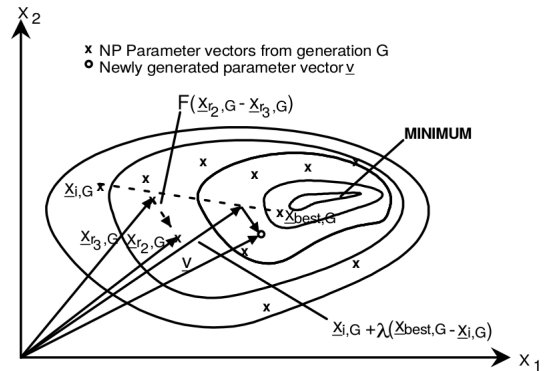 X2
x NP Parameter vectors from generation G
o Newly generated parameter vector v
F(xr2,G - xr3,G)
MINIMUM
xi,G
xbest,G
xr3,G
xr2,G
v
xi,G + λ(xbest,G - xi,G)
X1